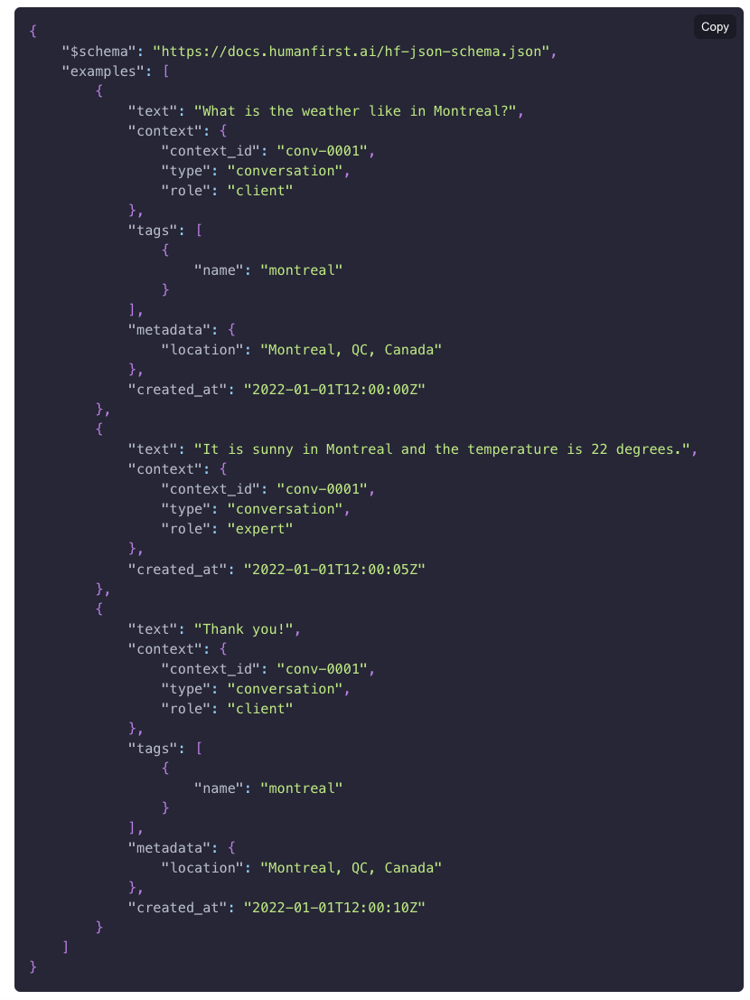 Copy
{
    "$schema": "https://docs.humanfirst.ai/hf-json-schema.json",
    "examples": [
        {
            "text": "What is the weather like in Montreal?",
            "context": {
                "context_id": "conv-0001",
                "type": "conversation",
                "role": "client"
            },
            "tags": [
                {
                    "name": "montreal"
                }
            ],
            "metadata": {
                "location": "Montreal, QC, Canada"
            },
            "created_at": "2022-01-01T12:00:00Z"
        },
        {
            "text": "It is sunny in Montreal and the temperature is 22 degrees.",
            "context": {
                "context_id": "conv-0001",
                "type": "conversation",
                "role": "expert"
            },
            "created_at": "2022-01-01T12:00:05Z"
        },
        {
            "text": "Thank you!",
            "context": {
                "context_id": "conv-0001",
                "type": "conversation",
                "role": "client"
            },
            "tags": [
                {
                    "name": "montreal"
                }
            ],
            "metadata": {
                "location": "Montreal, QC, Canada"
            },
            "created_at": "2022-01-01T12:00:10Z"
        }
    ]
}